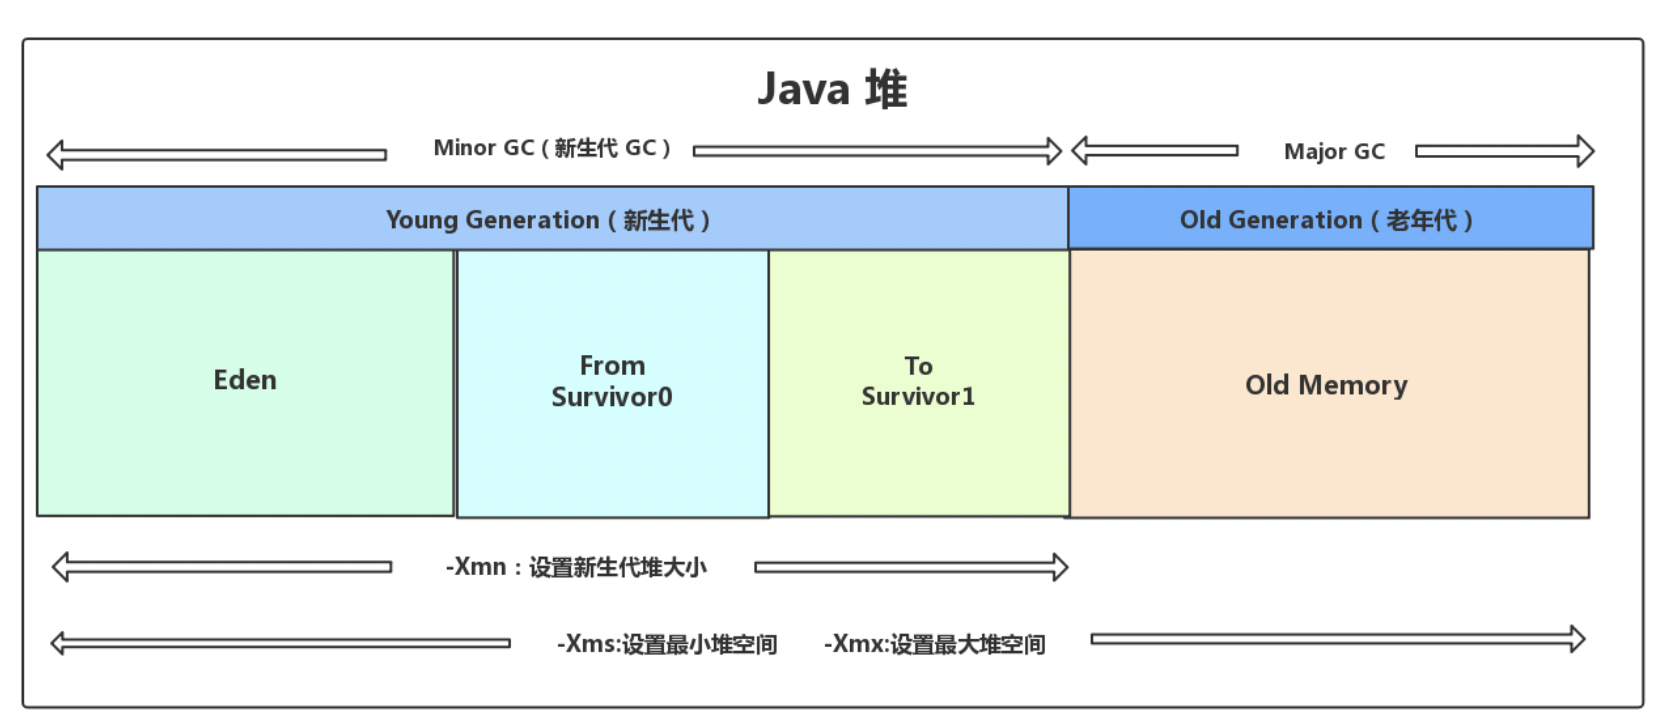 Java 堆
Minor GC（新生代 GC）
Major GC
Young Generation（新生代）
Old Generation（老年代）
Eden
From
Survivor0
To
Survivor1
Old Memory
-Xmn：设置新生代堆大小
-Xms:设置最小堆空间
-Xmx:设置最大堆空间